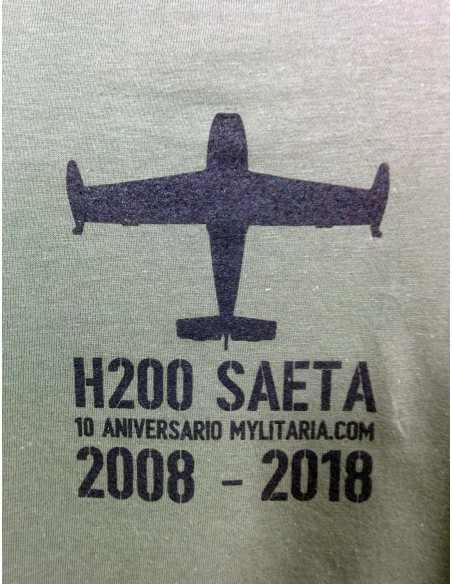 H200 SAETA
10 ANIVERSARIO MYLITARIA.COM
2008 - 2018